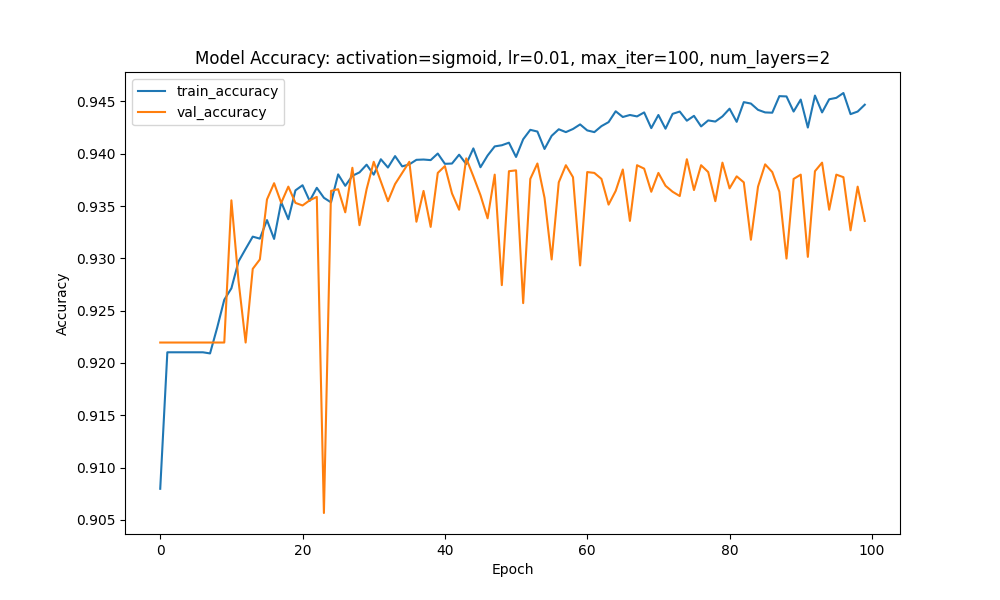 Model Accuracy: activation=sigmoid, lr=0.01, max_iter=100, num_layers=2
train_accuracy
val_accuracy
0.945
0.940
0.935
0.930
0.925
0.920
0.915
0.910
0.905
Accuracy
0 20 40 60 80 100
Epoch